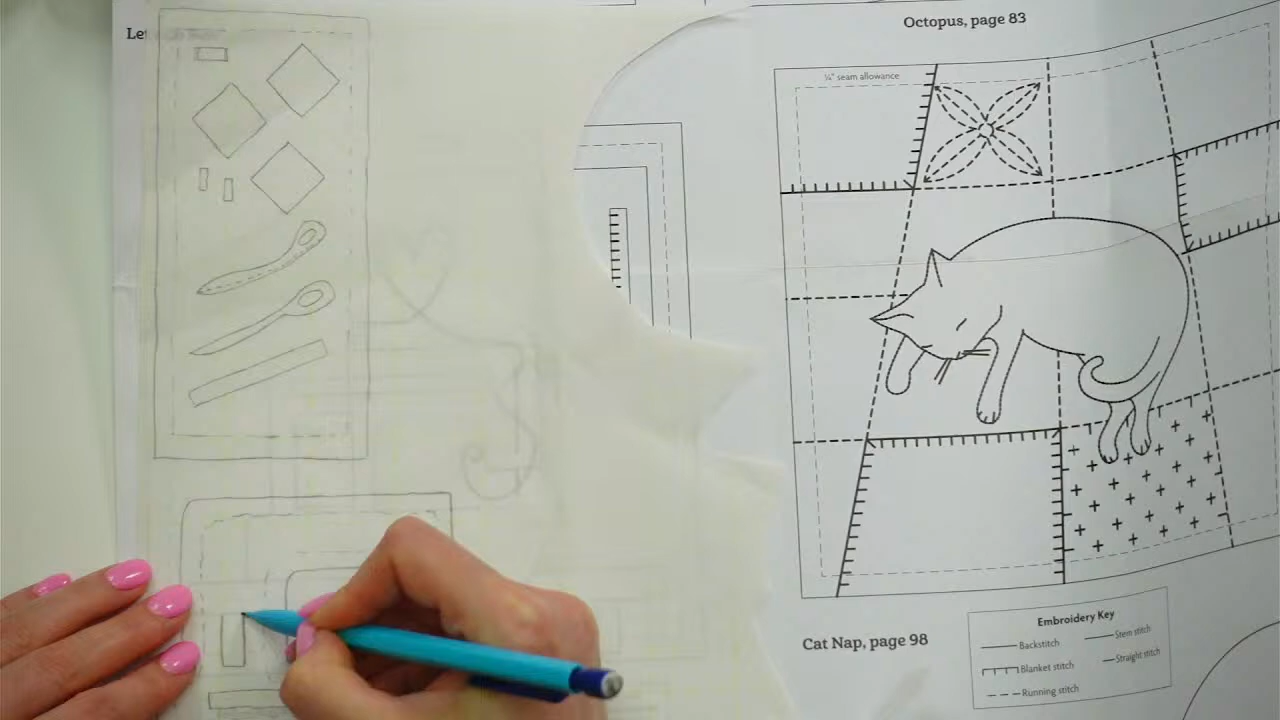 Octopus, page 83
¼" seam allowance
Cat Nap, page 98
Embroidery Key
Backstitch
Stem stitch
Blanket stitch
Straight stitch
Running stitch